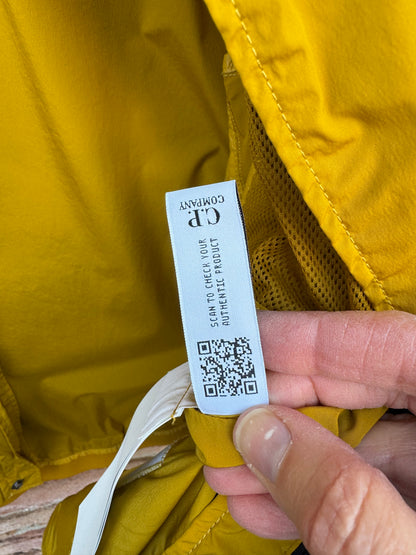 C.P.
COMPANY
SCAN TO CHECK YOUR
AUTHENTIC PRODUCT